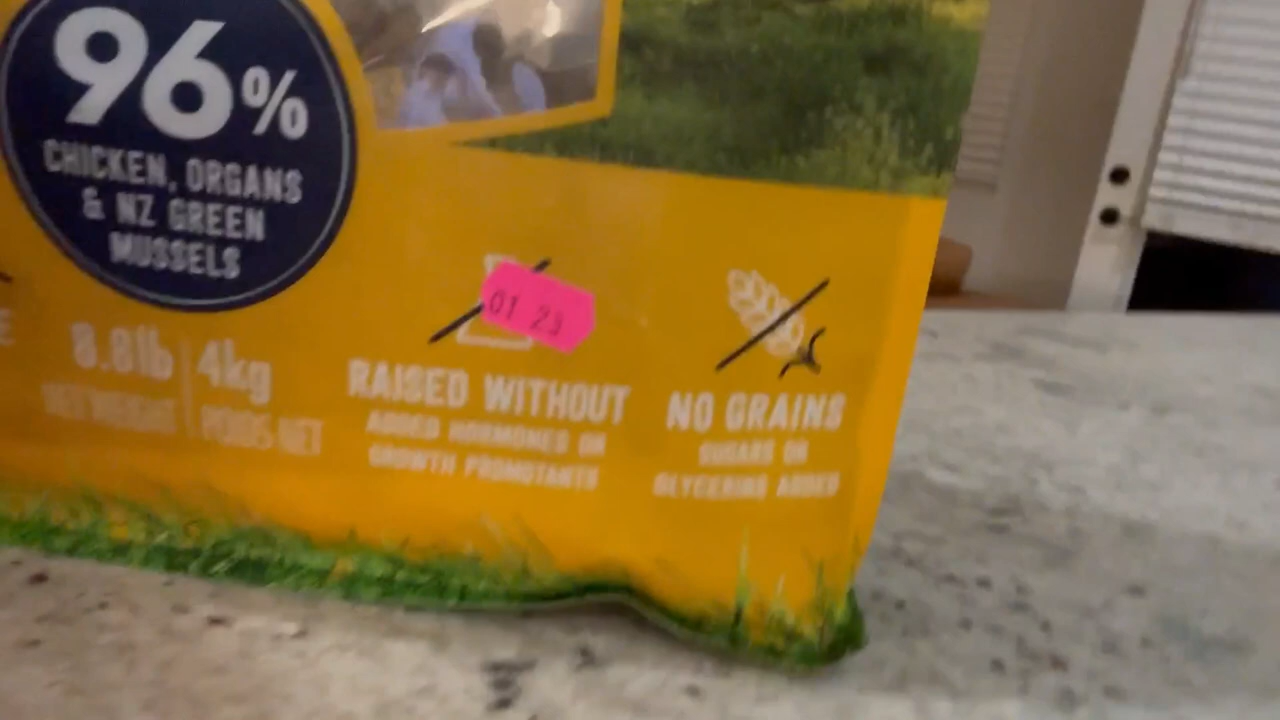 96%
CHICKEN, ORGANS
& NZ GREEN
MUSSELS
8.8lb | 4kg
NET WEIGHT | POIDS NET
01 23
RAISED WITHOUT
ADDED HORMONES OR
GROWTH PROMOTANTS
NO GRAINS
SUGARS OR
GLYCERINE ADDED